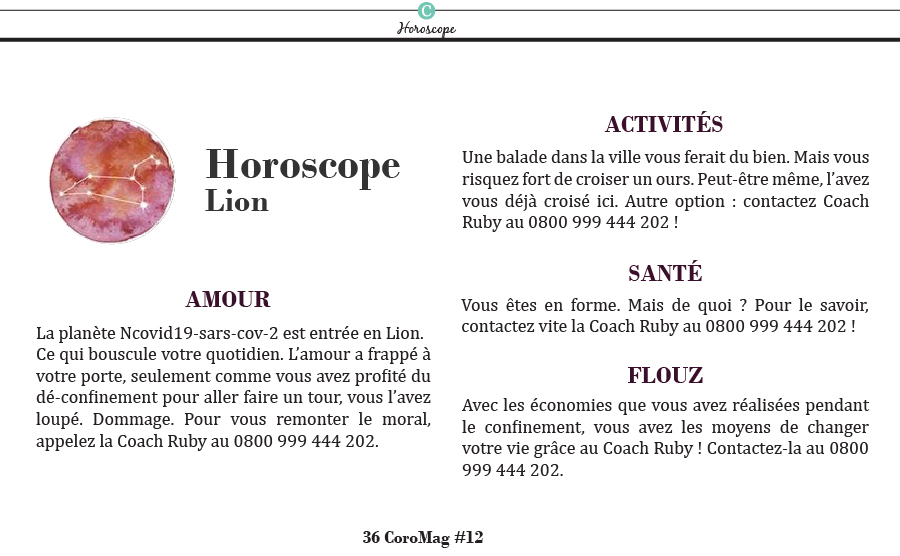 C
Horoscope
Horoscope
Lion
AMOUR
La planète Ncovid19-sars-cov-2 est entrée en Lion.
Ce qui bouscule votre quotidien. L’amour a frappé à
votre porte, seulement comme vous avez profité du
dé-confinement pour aller faire un tour, vous l’avez
loupé. Dommage. Pour vous remonter le moral,
appelez la Coach Ruby au 0800 999 444 202.
ACTIVITÉS
Une balade dans la ville vous ferait du bien. Mais vous
risquez fort de croiser un ours. Peut-être même, l’avez
vous déjà croisé ici. Autre option : contactez Coach
Ruby au 0800 999 444 202 !
SANTÉ
Vous êtes en forme. Mais de quoi ? Pour le savoir,
contactez vite la Coach Ruby au 0800 999 444 202 !
FLOUZ
Avec les économies que vous avez réalisées pendant
le confinement, vous avez les moyens de changer
votre vie grâce au Coach Ruby ! Contactez-la au 0800
999 444 202.
36 CoroMag #12